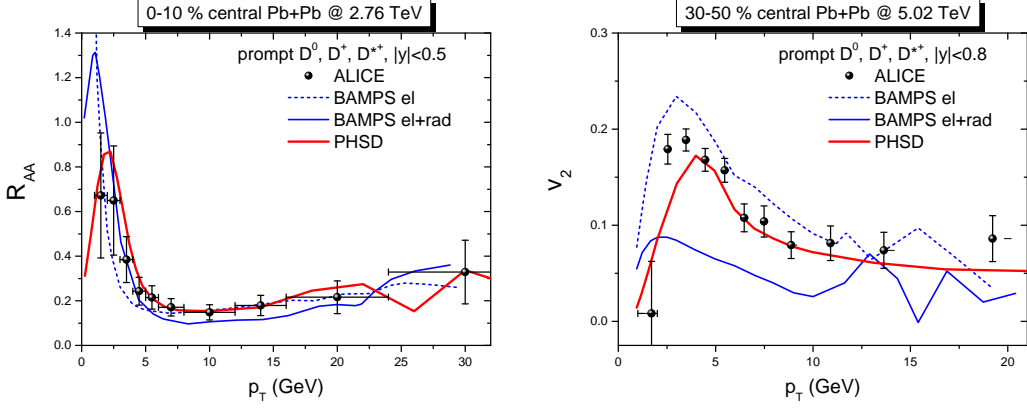 0-10 % central Pb+Pb @ 2.76 TeV
prompt D⁰, D⁺, D*⁺, |y|<0.5
ALICE
BAMPS el
BAMPS el+rad
PHSD
R_AA
1.4
1.2
1.0
0.8
0.6
0.4
0.2
0.0
0 5 10 15 20 25 30
p_T (GeV)
30-50 % central Pb+Pb @ 5.02 TeV
prompt D⁰, D⁺, D*⁺, |y|<0.8
ALICE
BAMPS el
BAMPS el+rad
PHSD
v_2
0.3
0.2
0.1
0.0
0 5 10 15 20
p_T (GeV)